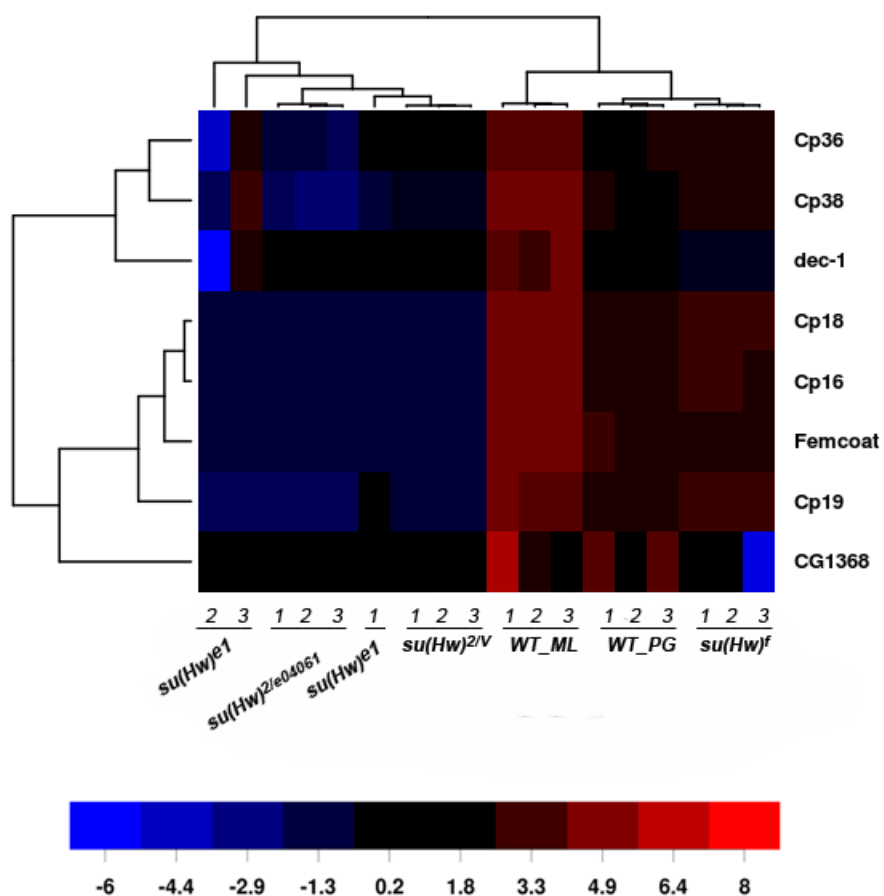 Cp36
Cp38
dec-1
Cp18
Cp16
Femcoat
Cp19
CG1368
2 3 1 2 3 1 1 2 3 1 2 3 1 2 3 1 2 3
su(Hw)e1 su(Hw)2/e04061 su(Hw)e1 su(Hw)2/V WT_ML WT_PG su(Hw)f
-6 -4.4 -2.9 -1.3 0.2 1.8 3.3 4.9 6.4 8